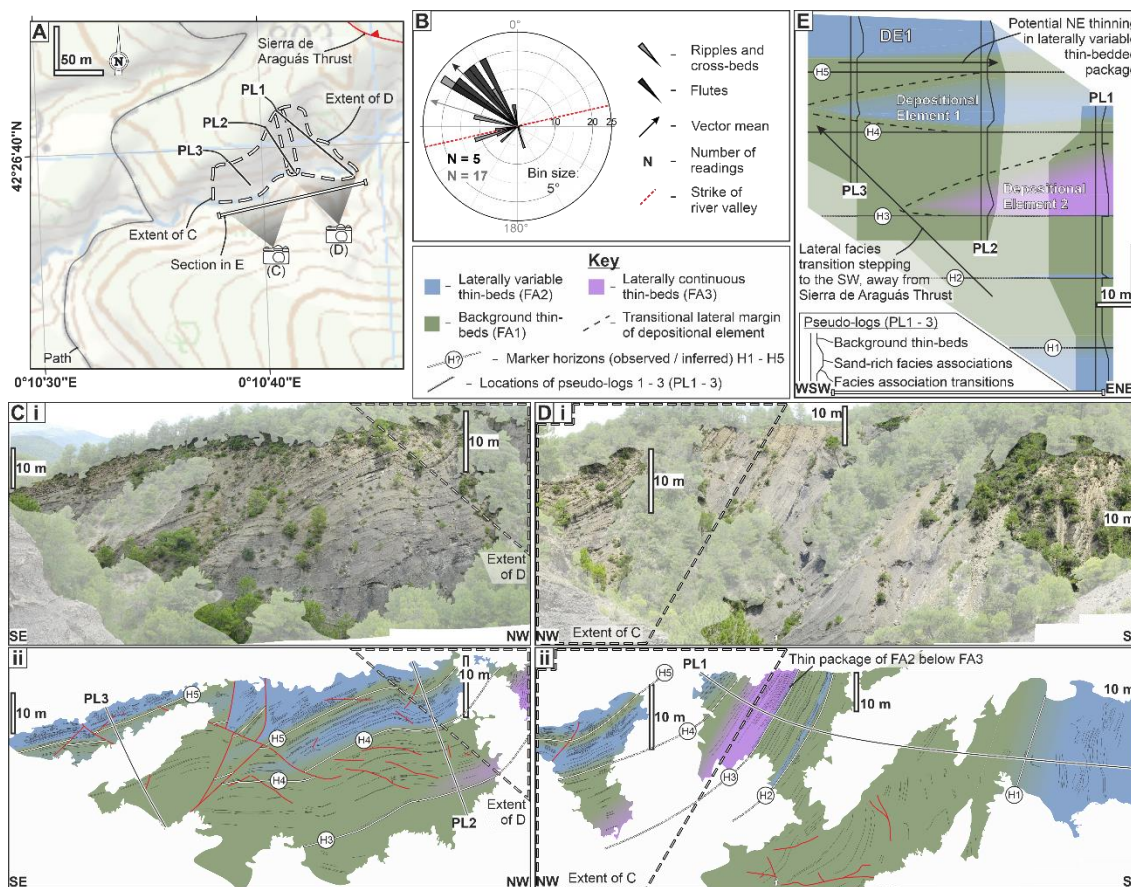 A
50 m
N
Sierra de
Araguás Thrust
PL1
Extent of D
PL2
PL3
Extent of C
Section in E
(C)
(D)
Path
42°26'40"N
0°10'30"E
0°10'40"E
B
0°
10
20
25
N = 5
N = 17
Bin size:
5°
180°
Ripples and
cross-beds
Flutes
Vector mean
N
Number of
readings
Strike of
river valley
Key
Laterally variable
thin-beds (FA2)
Laterally continuous
thin-beds (FA3)
Background thin-
beds (FA1)
Transitional lateral margin
of depositional element
H?
Marker horizons (observed / inferred) H1 - H5
Locations of pseudo-logs 1 - 3 (PL1 - 3)
E
DE1
Potential NE thinning
in laterally variable
thin-bedded
package
H5
PL1
Depositional
Element 1
H4
PL3
Depositional
Element 2
H3
PL2
Lateral facies
transition stepping
to the SW, away from
Sierra de Araguás Thrust
H2
10 m
Pseudo-logs (PL1 - 3)
Background thin-beds
Sand-rich facies associations
Facies association transitions
H1
WSW
ENE
C i
10 m
10 m
Extent
of D
SE
NW
D i
10 m
10 m
10 m
Extent of C
NW
S
ii
10 m
PL3
H5
10 m
H5
H4
H4
H3
PL2
Extent
of D
SE
NW
ii
PL1
Thin package of FA2 below FA3
H5
10 m
10 m
10 m
H4
H3
H2
H1
Extent of C
NW
S